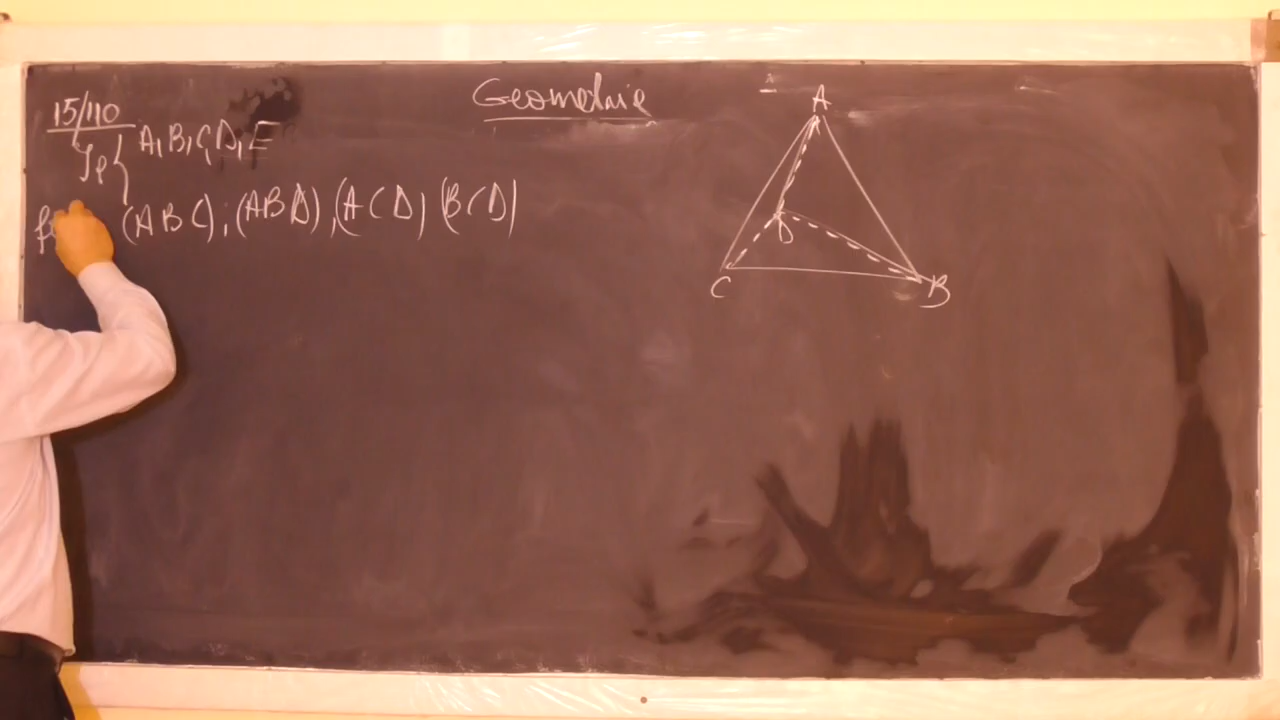 Geometrie
15/110
Ip { A, B, C, D, E
(ABC); (ABD), (ACD) (BCD)
A
D
C
B